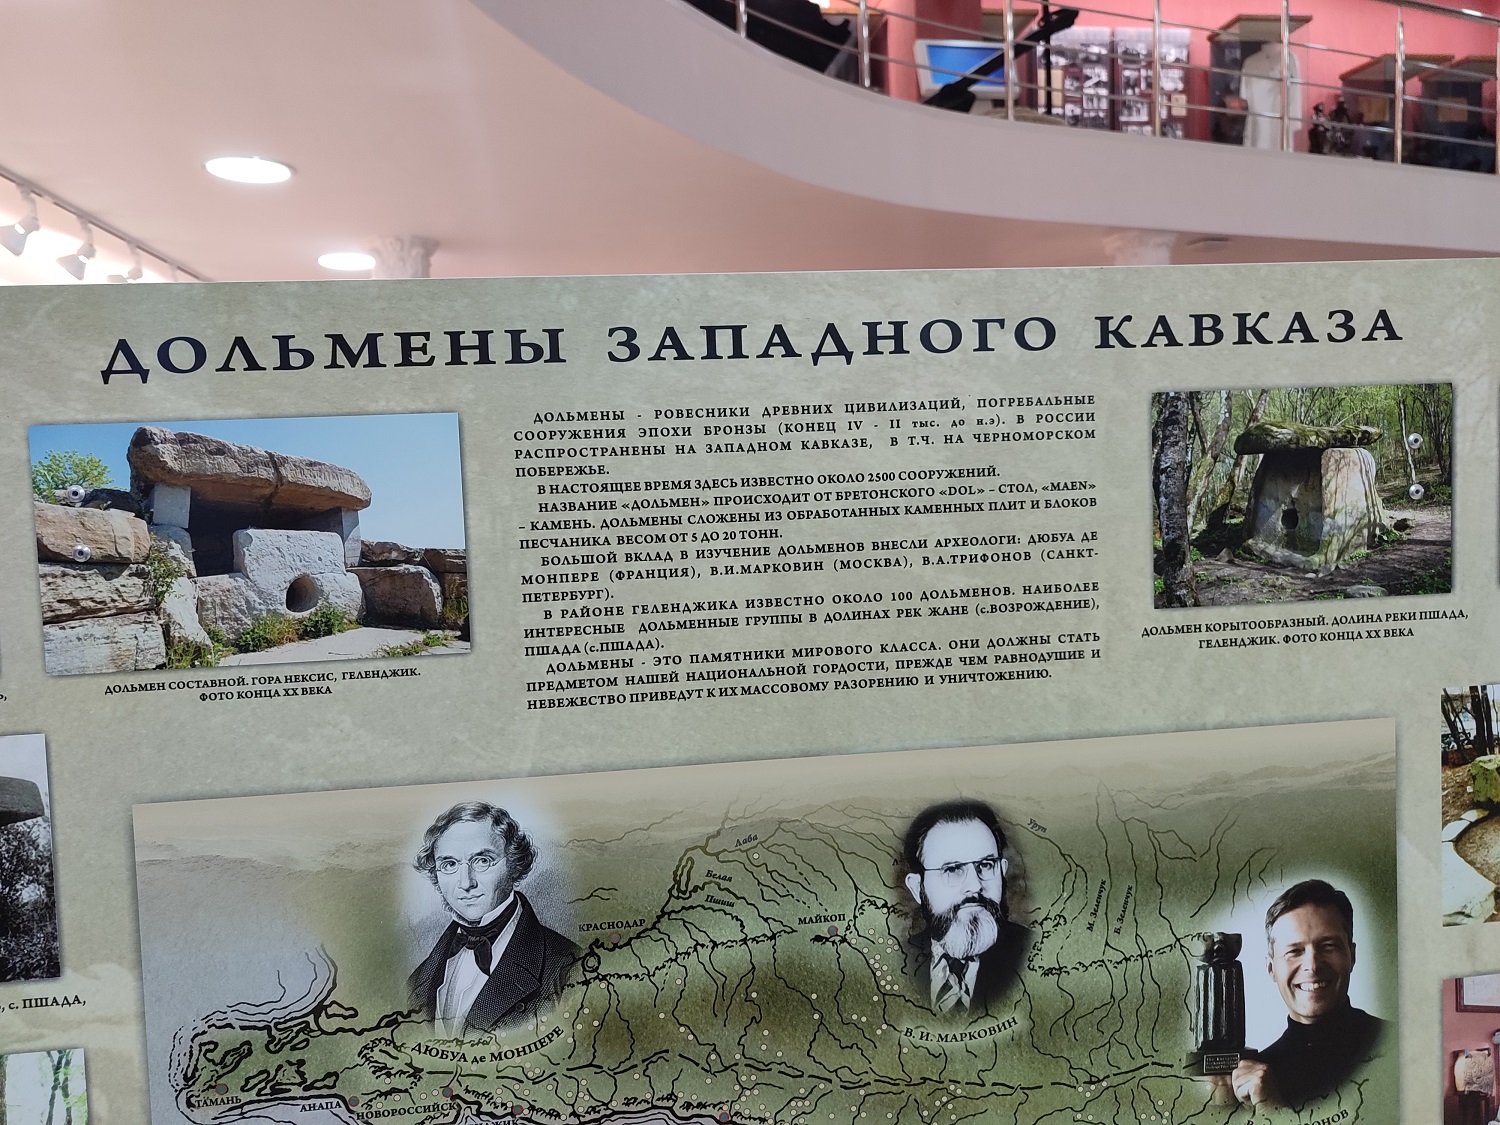 ДОЛЬМЕНЫ ЗАПАДНОГО КАВКАЗА
ДОЛЬМЕНЫ - РОВЕСНИКИ ДРЕВНИХ ЦИВИЛИЗАЦИЙ, ПОГРЕБАЛЬНЫЕ
СООРУЖЕНИЯ ЭПОХИ БРОНЗЫ (КОНЕЦ IV - II тыс. до н.э). В РОССИИ
РАСПРОСТРАНЕНЫ НА ЗАПАДНОМ КАВКАЗЕ, В Т.Ч. НА ЧЕРНОМОРСКОМ
ПОБЕРЕЖЬЕ.
В НАСТОЯЩЕЕ ВРЕМЯ ЗДЕСЬ ИЗВЕСТНО ОКОЛО 2500 СООРУЖЕНИЙ.
НАЗВАНИЕ «ДОЛЬМЕН» ПРОИСХОДИТ ОТ БРЕТОНСКОГО «DOL» – СТОЛ, «MAEN»
– КАМЕНЬ. ДОЛЬМЕНЫ СЛОЖЕНЫ ИЗ ОБРАБОТАННЫХ КАМЕННЫХ ПЛИТ И БЛОКОВ
ПЕСЧАНИКА ВЕСОМ ОТ 5 ДО 20 ТОНН.
БОЛЬШОЙ ВКЛАД В ИЗУЧЕНИЕ ДОЛЬМЕНОВ ВНЕСЛИ АРХЕОЛОГИ: ДЮБУА ДЕ
МОНПЕРЕ (ФРАНЦИЯ), В.И.МАРКОВИН (МОСКВА), В.А.ТРИФОНОВ (САНКТ-
ПЕТЕРБУРГ).
В РАЙОНЕ ГЕЛЕНДЖИКА ИЗВЕСТНО ОКОЛО 100 ДОЛЬМЕНОВ. НАИБОЛЕЕ
ИНТЕРЕСНЫЕ ДОЛЬМЕННЫЕ ГРУППЫ В ДОЛИНАХ РЕК ЖАНЕ (с.ВОЗРОЖДЕНИЕ),
ПШАДА (с.ПШАДА).
ДОЛЬМЕНЫ - ЭТО ПАМЯТНИКИ МИРОВОГО КЛАССА. ОНИ ДОЛЖНЫ СТАТЬ
ПРЕДМЕТОМ НАШЕЙ НАЦИОНАЛЬНОЙ ГОРДОСТИ, ПРЕЖДЕ ЧЕМ РАВНОДУШИЕ И
НЕВЕЖЕСТВО ПРИВЕДУТ К ИХ МАССОВОМУ РАЗОРЕНИЮ И УНИЧТОЖЕНИЮ.
ДОЛЬМЕН СОСТАВНОЙ. ГОРА НЕКСИС, ГЕЛЕНДЖИК.
ФОТО КОНЦА XX ВЕКА
ДОЛЬМЕН КОРЫТООБРАЗНЫЙ. ДОЛИНА РЕКИ ПШАДА,
ГЕЛЕНДЖИК. ФОТО КОНЦА XX ВЕКА
с. ПШАДА,
Лаба
Уруп
Белая
Пшиш
КРАСНОДАР
МАЙКОП
М. Зеленчук
Б. Зеленчук
ДЮБУА де МОНПЕРЕ
В. И. МАРКОВИН
ТАМАНЬ
АНАПА
НОВОРОССИЙСК